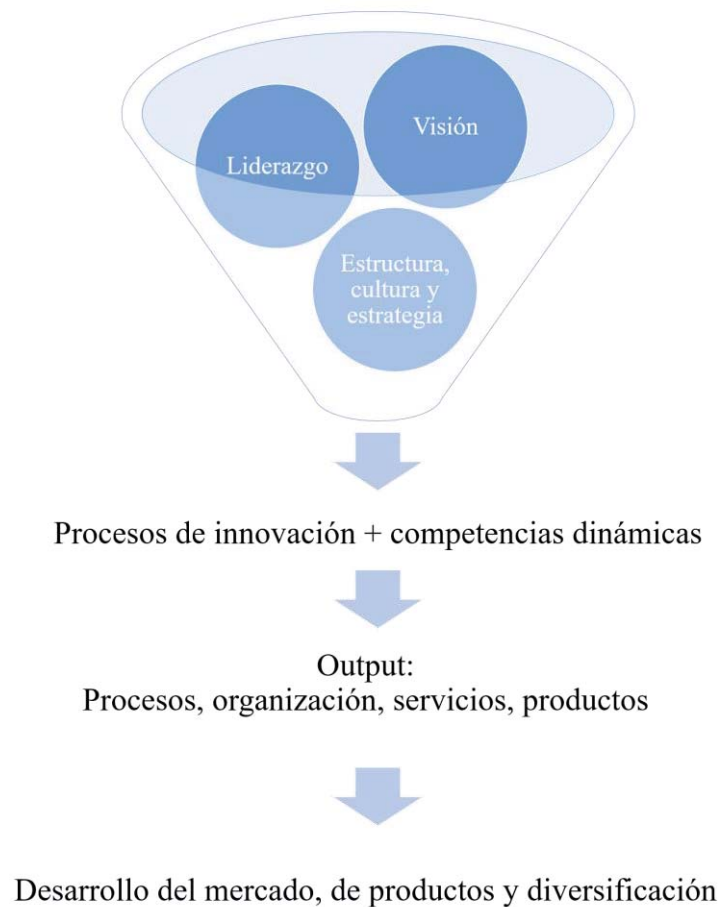 Visión
Liderazgo
Estructura,
cultura y
estrategia
Procesos de innovación + competencias dinámicas
Output:
Procesos, organización, servicios, productos
Desarrollo del mercado, de productos y diversificación